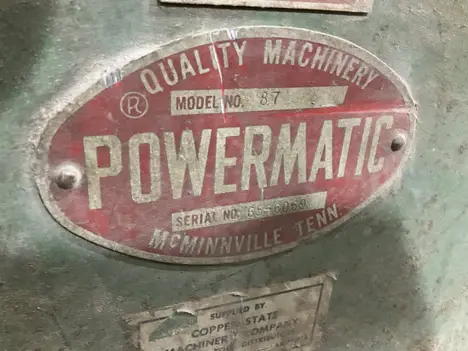 QUALITY MACHINERY
®
MODEL NO. 87
POWERMATIC
SERIAL NO.
MCMINNVILLE TENN.
SUPPLIED BY
COPPER STATE
MACHINERY COMPANY